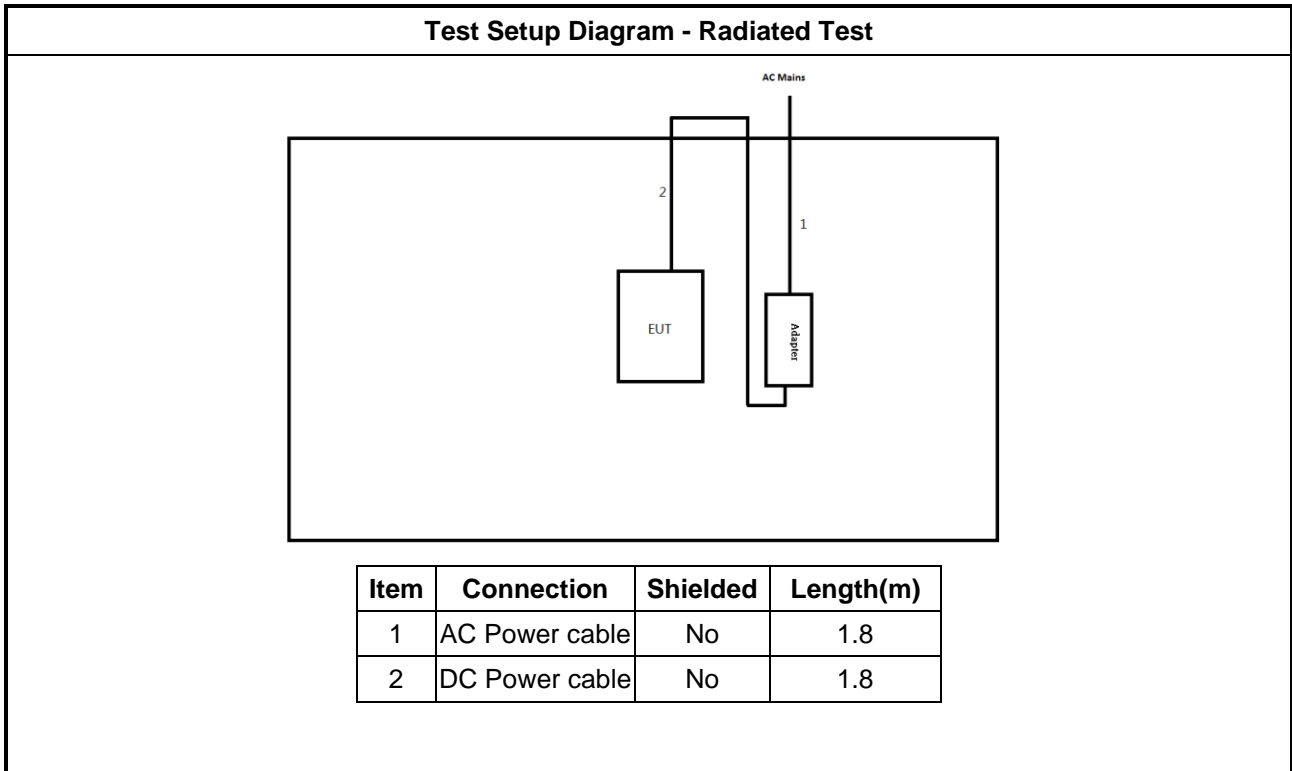 Test Setup Diagram - Radiated Test
AC Mains
2
1
EUT
Adapter
Item Connection Shielded Length(m)
1 AC Power cable No 1.8
2 DC Power cable No 1.8